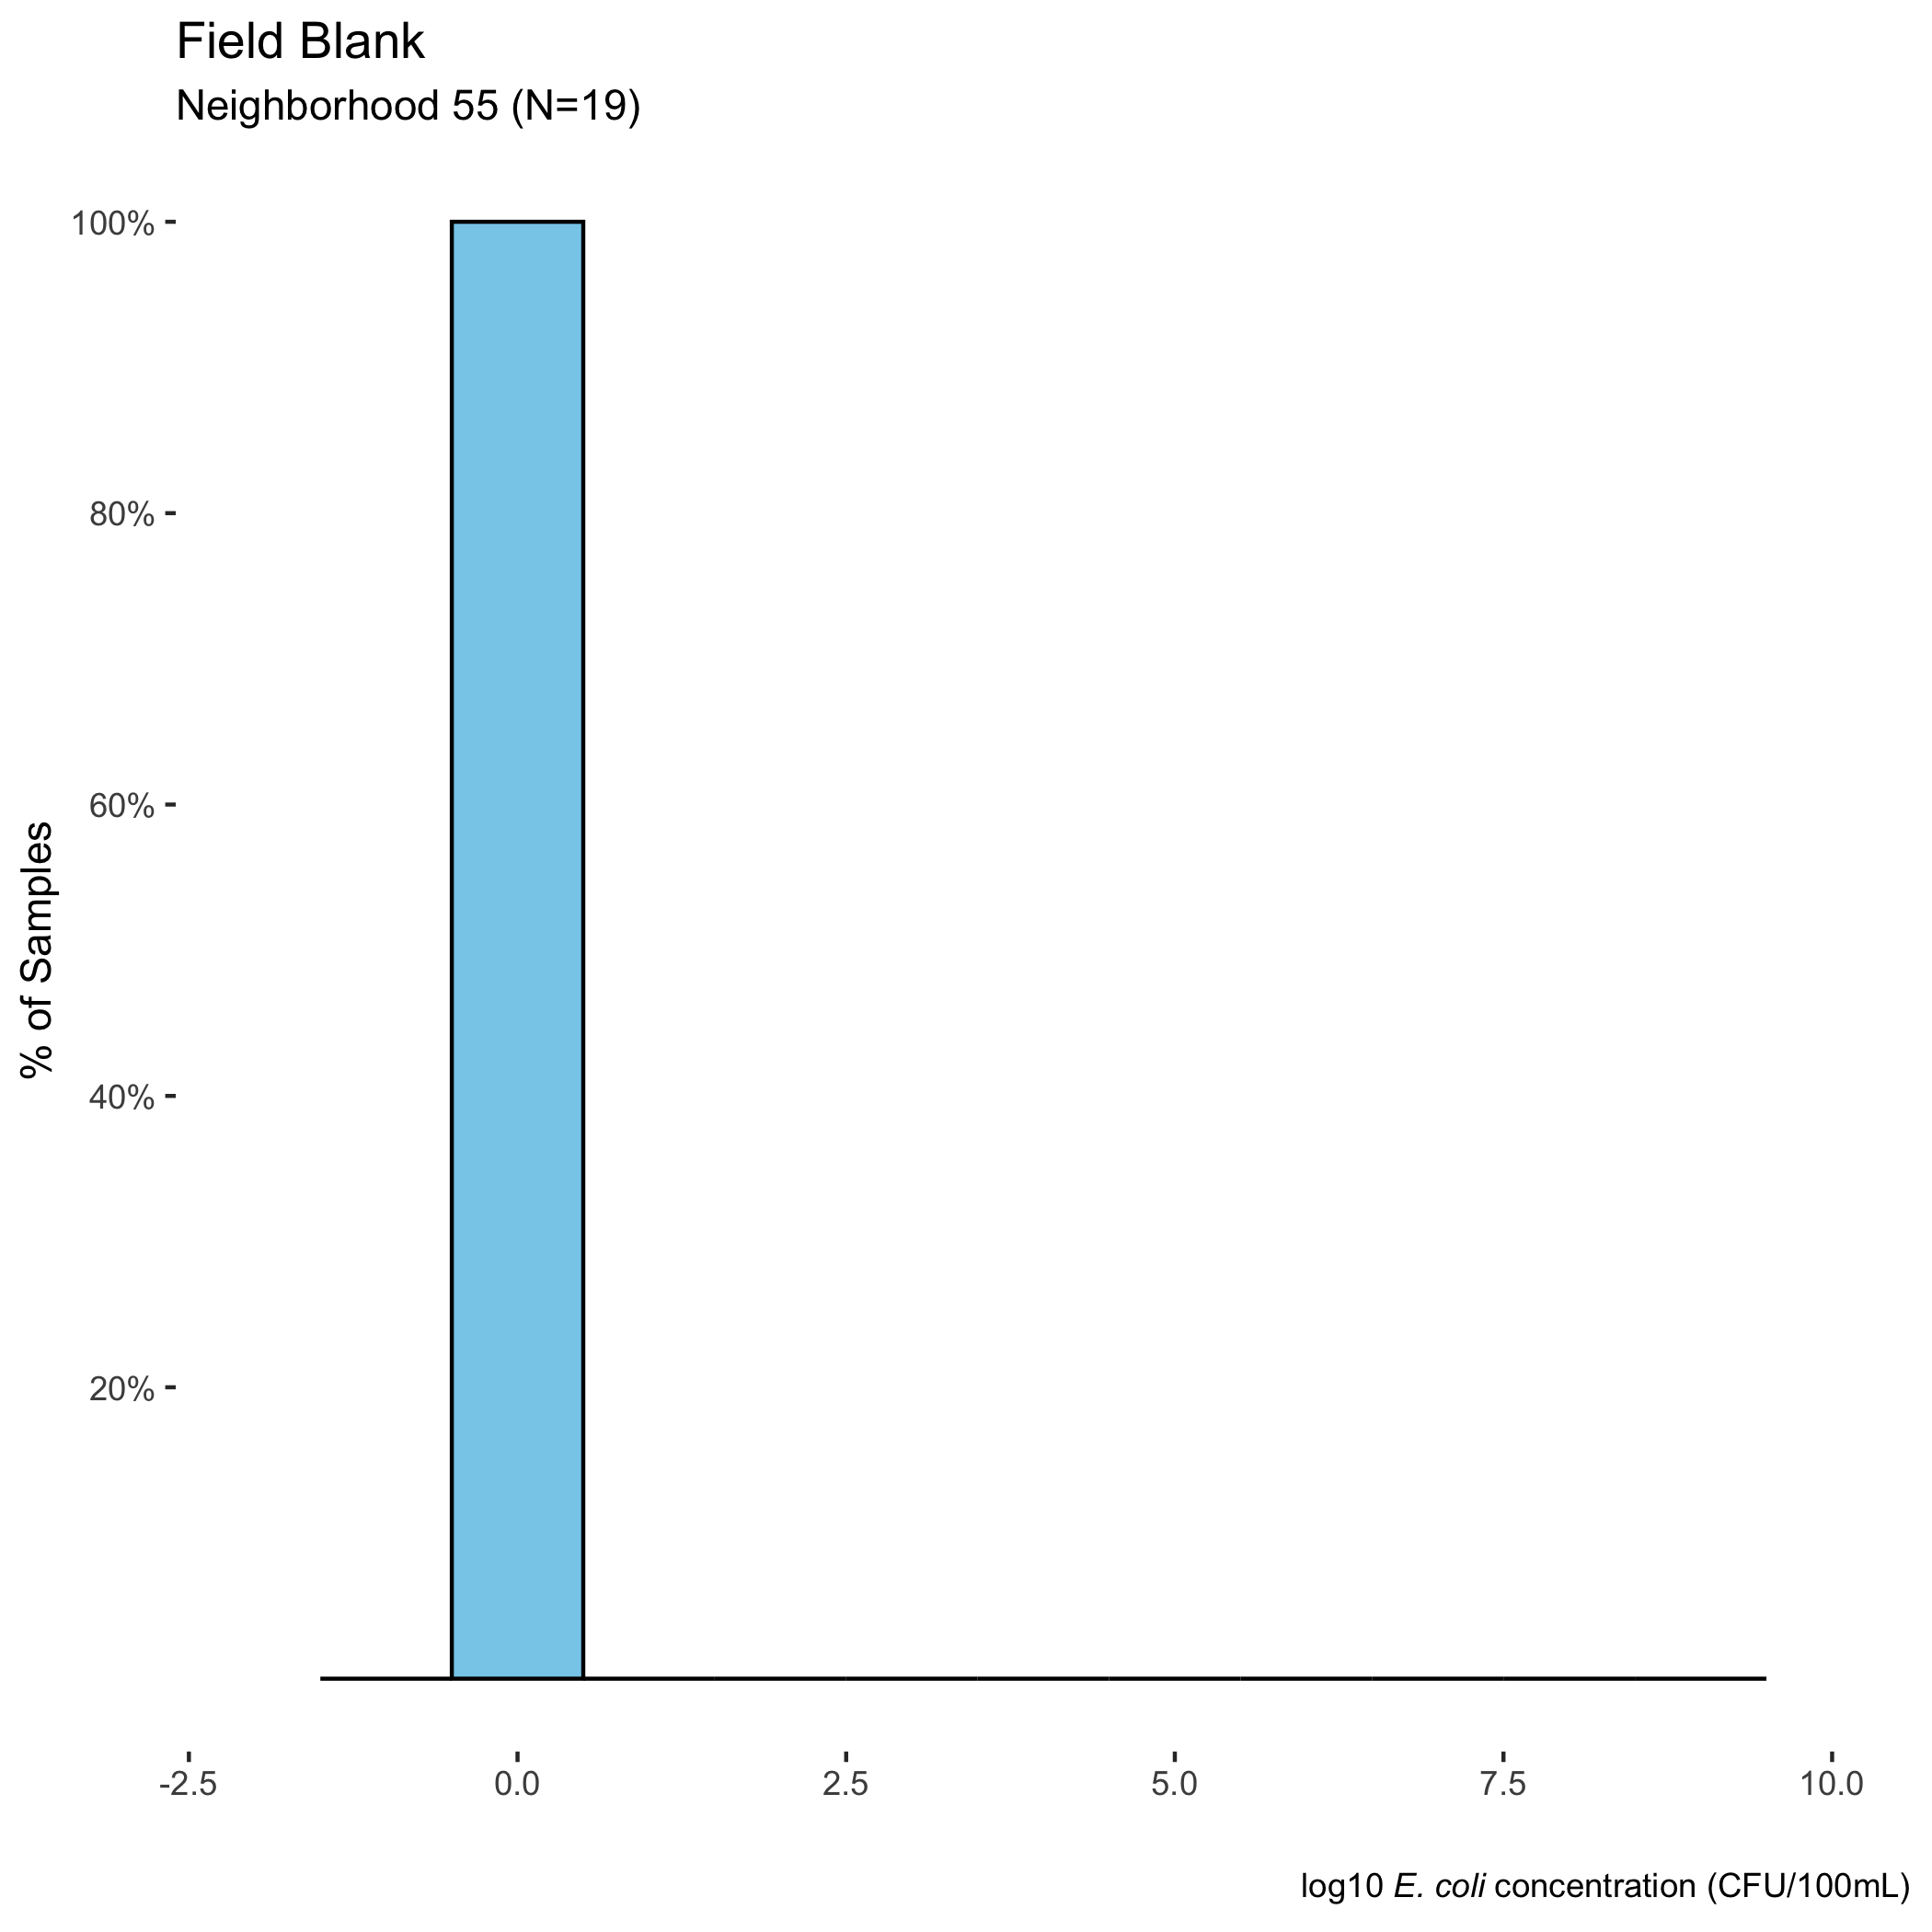 Field Blank
Neighborhood 55 (N=19)
100%
80%
60%
40%
20%
% of Samples
-2.5 0.0 2.5 5.0 7.5 10.0
log10 E. coli concentration (CFU/100mL)